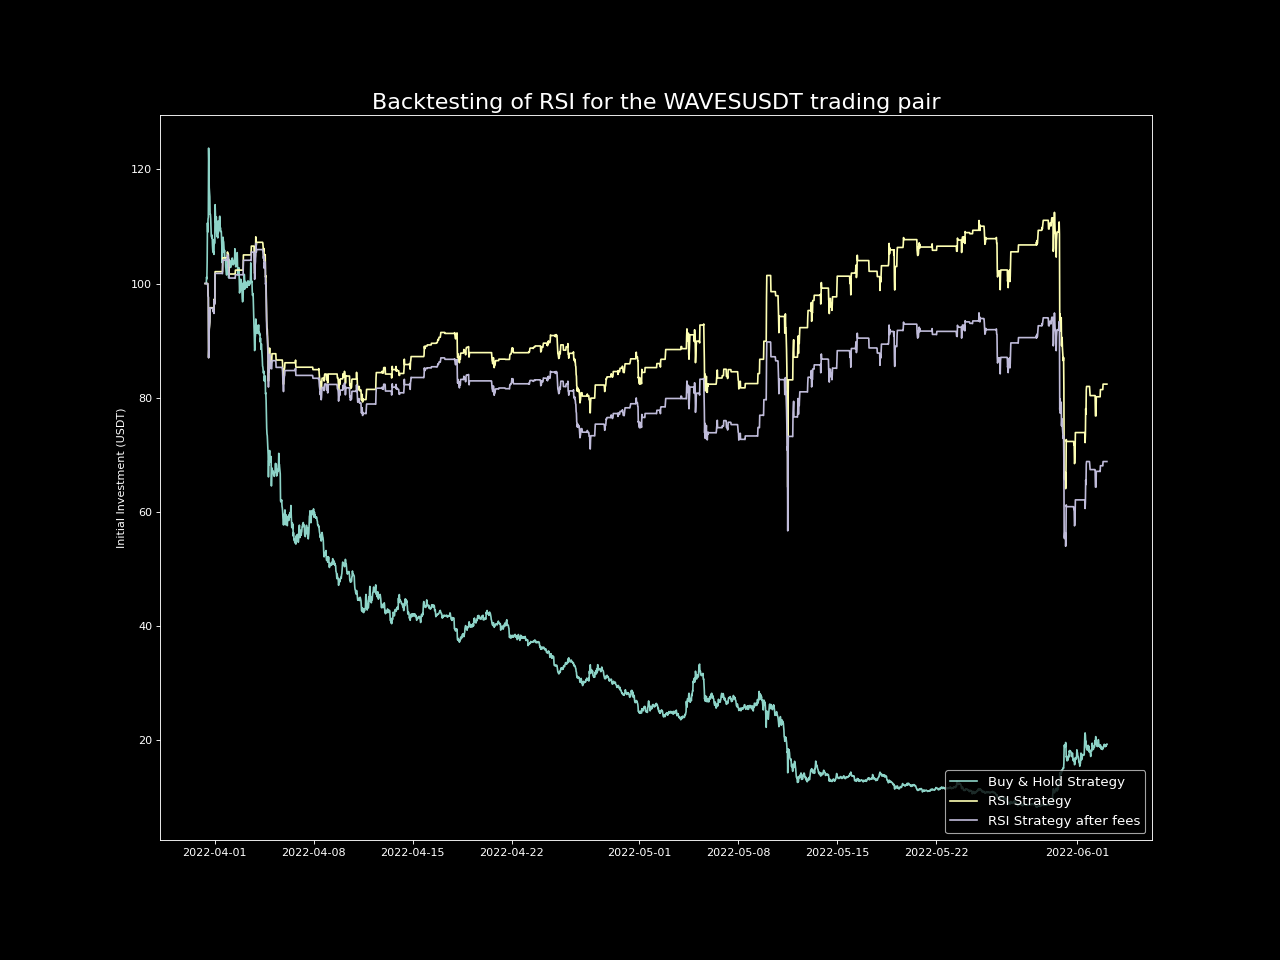 Backtesting of RSI for the WAVESUSDT trading pair
Initial Investment (USDT)
120
100
80
60
40
20
2022-04-01 2022-04-08 2022-04-15 2022-04-22 2022-05-01 2022-05-08 2022-05-15 2022-05-22 2022-06-01
Buy & Hold Strategy
RSI Strategy
RSI Strategy after fees